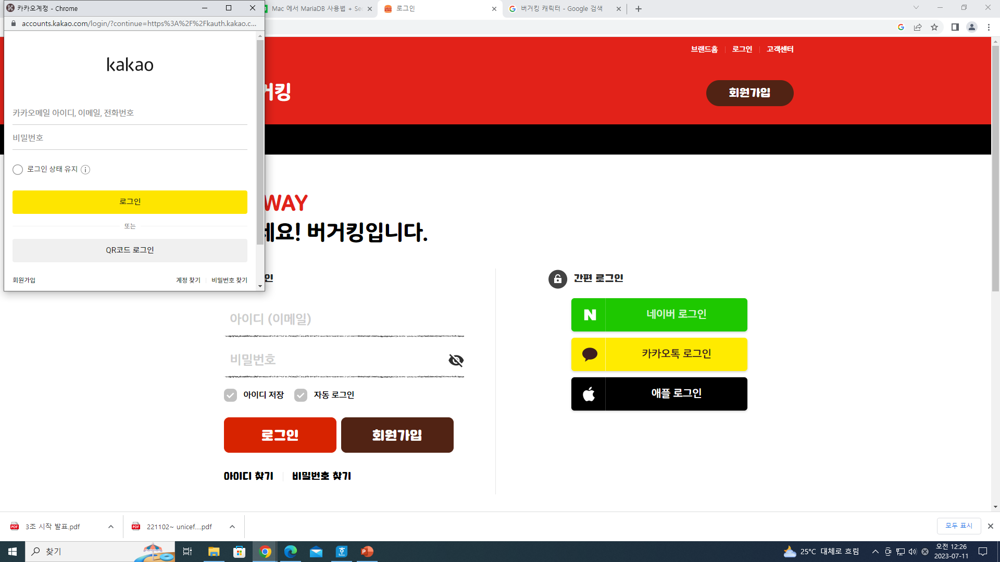 카카오계정 - Chrome
accounts.kakao.com/login/?continue=https%3A%2F%2Fkauth.kakao.c...
kakao
카카오메일 아이디, 이메일, 전화번호
비밀번호
로그인 상태 유지
로그인
또는
QR코드 로그인
회원가입
계정 찾기
비밀번호 찾기
Mac 에서 MariaDB 사용법 + Se
로그인
버거킹 캐릭터 - Google 검색
브랜드홈
로그인
고객센터
거킹
회원가입
WAY
세요! 버거킹입니다.
인
간편 로그인
아이디 (이메일)
비밀번호
아이디 저장
자동 로그인
로그인
회원가입
아이디 찾기
비밀번호 찾기
N
네이버 로그인
카카오톡 로그인
애플 로그인
PDF
3조 시작 발표.pdf
PDF
221102~ unicef....pdf
모두 표시
찾기
25°C 대체로 흐림
오전 12:26
2023-07-11